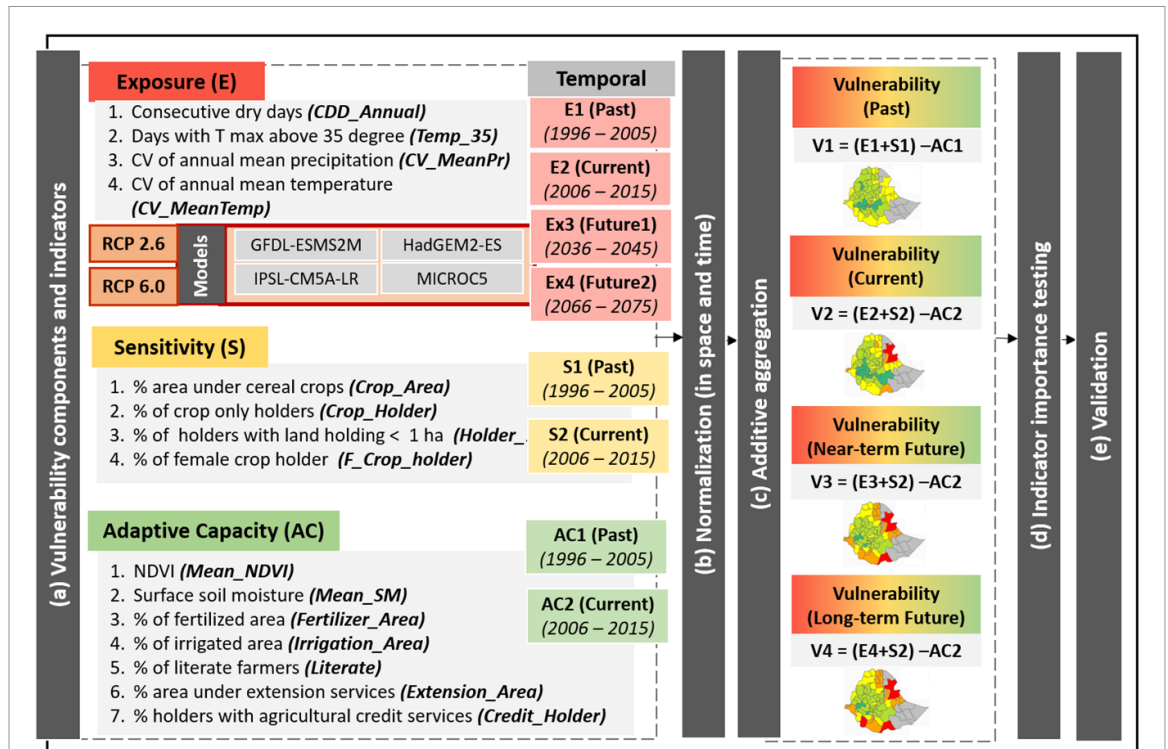 (a) Vulnerability components and indicators
Exposure (E)
1. Consecutive dry days (CDD_Annual)
2. Days with T max above 35 degree (Temp_35)
3. CV of annual mean precipitation (CV_MeanPr)
4. CV of annual mean temperature
(CV_MeanTemp)
RCP 2.6
RCP 6.0
Models
GFDL-ESMS2M
HadGEM2-ES
IPSL-CM5A-LR
MICROC5
Sensitivity (S)
1. % area under cereal crops (Crop_Area)
2. % of crop only holders (Crop_Holder)
3. % of holders with land holding < 1 ha (Holder_
4. % of female crop holder (F_Crop_holder)
Adaptive Capacity (AC)
1. NDVI (Mean_NDVI)
2. Surface soil moisture (Mean_SM)
3. % of fertilized area (Fertilizer_Area)
4. % of irrigated area (Irrigation_Area)
5. % of literate farmers (Literate)
6. % area under extension services (Extension_Area)
7. % holders with agricultural credit services (Credit_Holder)
Temporal
E1 (Past)
(1996 – 2005)
E2 (Current)
(2006 – 2015)
Ex3 (Future1)
(2036 - 2045)
Ex4 (Future2)
(2066 - 2075)
S1 (Past)
(1996 – 2005)
S2 (Current)
(2006 – 2015)
AC1 (Past)
(1996 – 2005)
AC2 (Current)
(2006 – 2015)
(b) Normalization (in space and time)
(c) Additive aggregation
Vulnerability
(Past)
V1 = (E1+S1) –AC1
Vulnerability
(Current)
V2 = (E2+S2) –AC2
Vulnerability
(Near-term Future)
V3 = (E3+S2) –AC2
Vulnerability
(Long-term Future)
V4 = (E4+S2) –AC2
(d) Indicator importance testing
(e) Validation